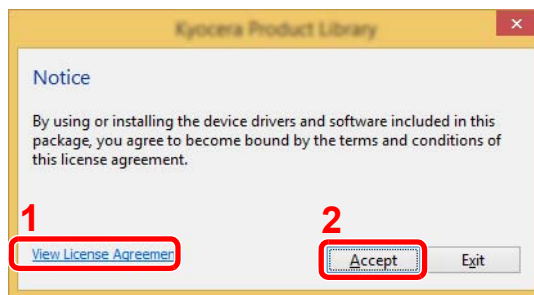 Kyocera Product Library
Notice
By using or installing the device drivers and software included in this
package, you agree to become bound by the terms and conditions of
this license agreement.
1
2
View License Agreemen
Accept
Exit